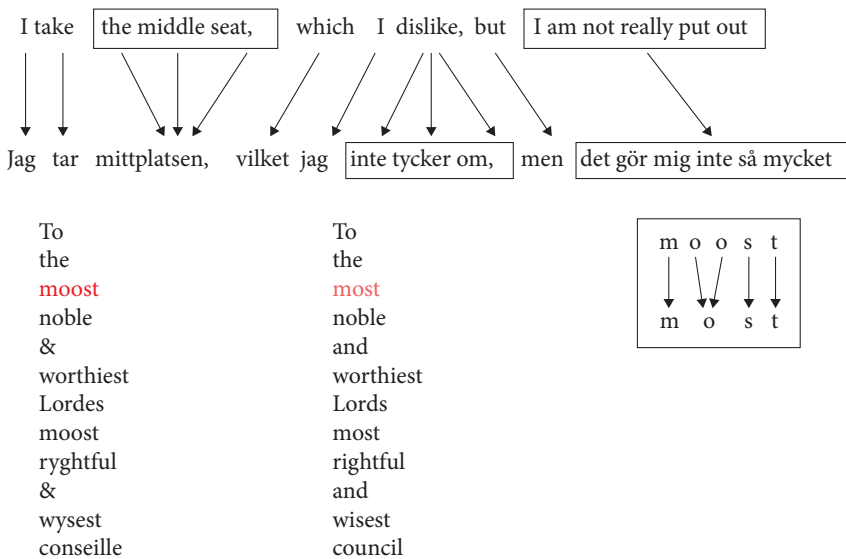 I take the middle seat, which I dislike, but I am not really put out
Jag tar mittplatsen, vilket jag inte tycker om, men det gör mig inte så mycket
To
the
moost
noble
&
worthiest
Lordes
moost
ryghtful
&
wysest
conseille
To
the
most
noble
and
worthiest
Lords
most
rightful
and
wisest
council
m o o s t
m o s t